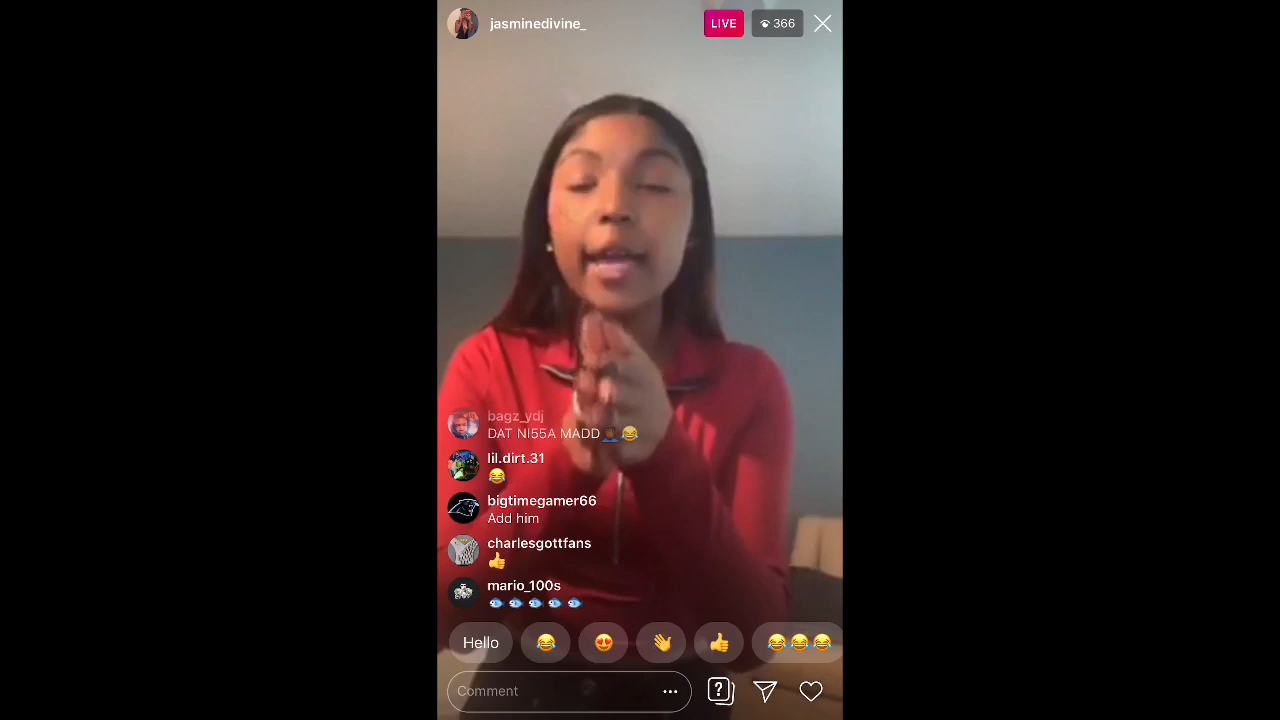 jasminedivine_
LIVE
366
bagz_ydj
DAT NI55A MADD🤦🏾‍♂️😂
lil.dirt.31
😂
bigtimegamer66
Add him
charlesgottfans
👍
mario_100s
🐟🐟🐟🐟🐟
Hello 😂 😍 👋 👍 😂😂😂
Comment